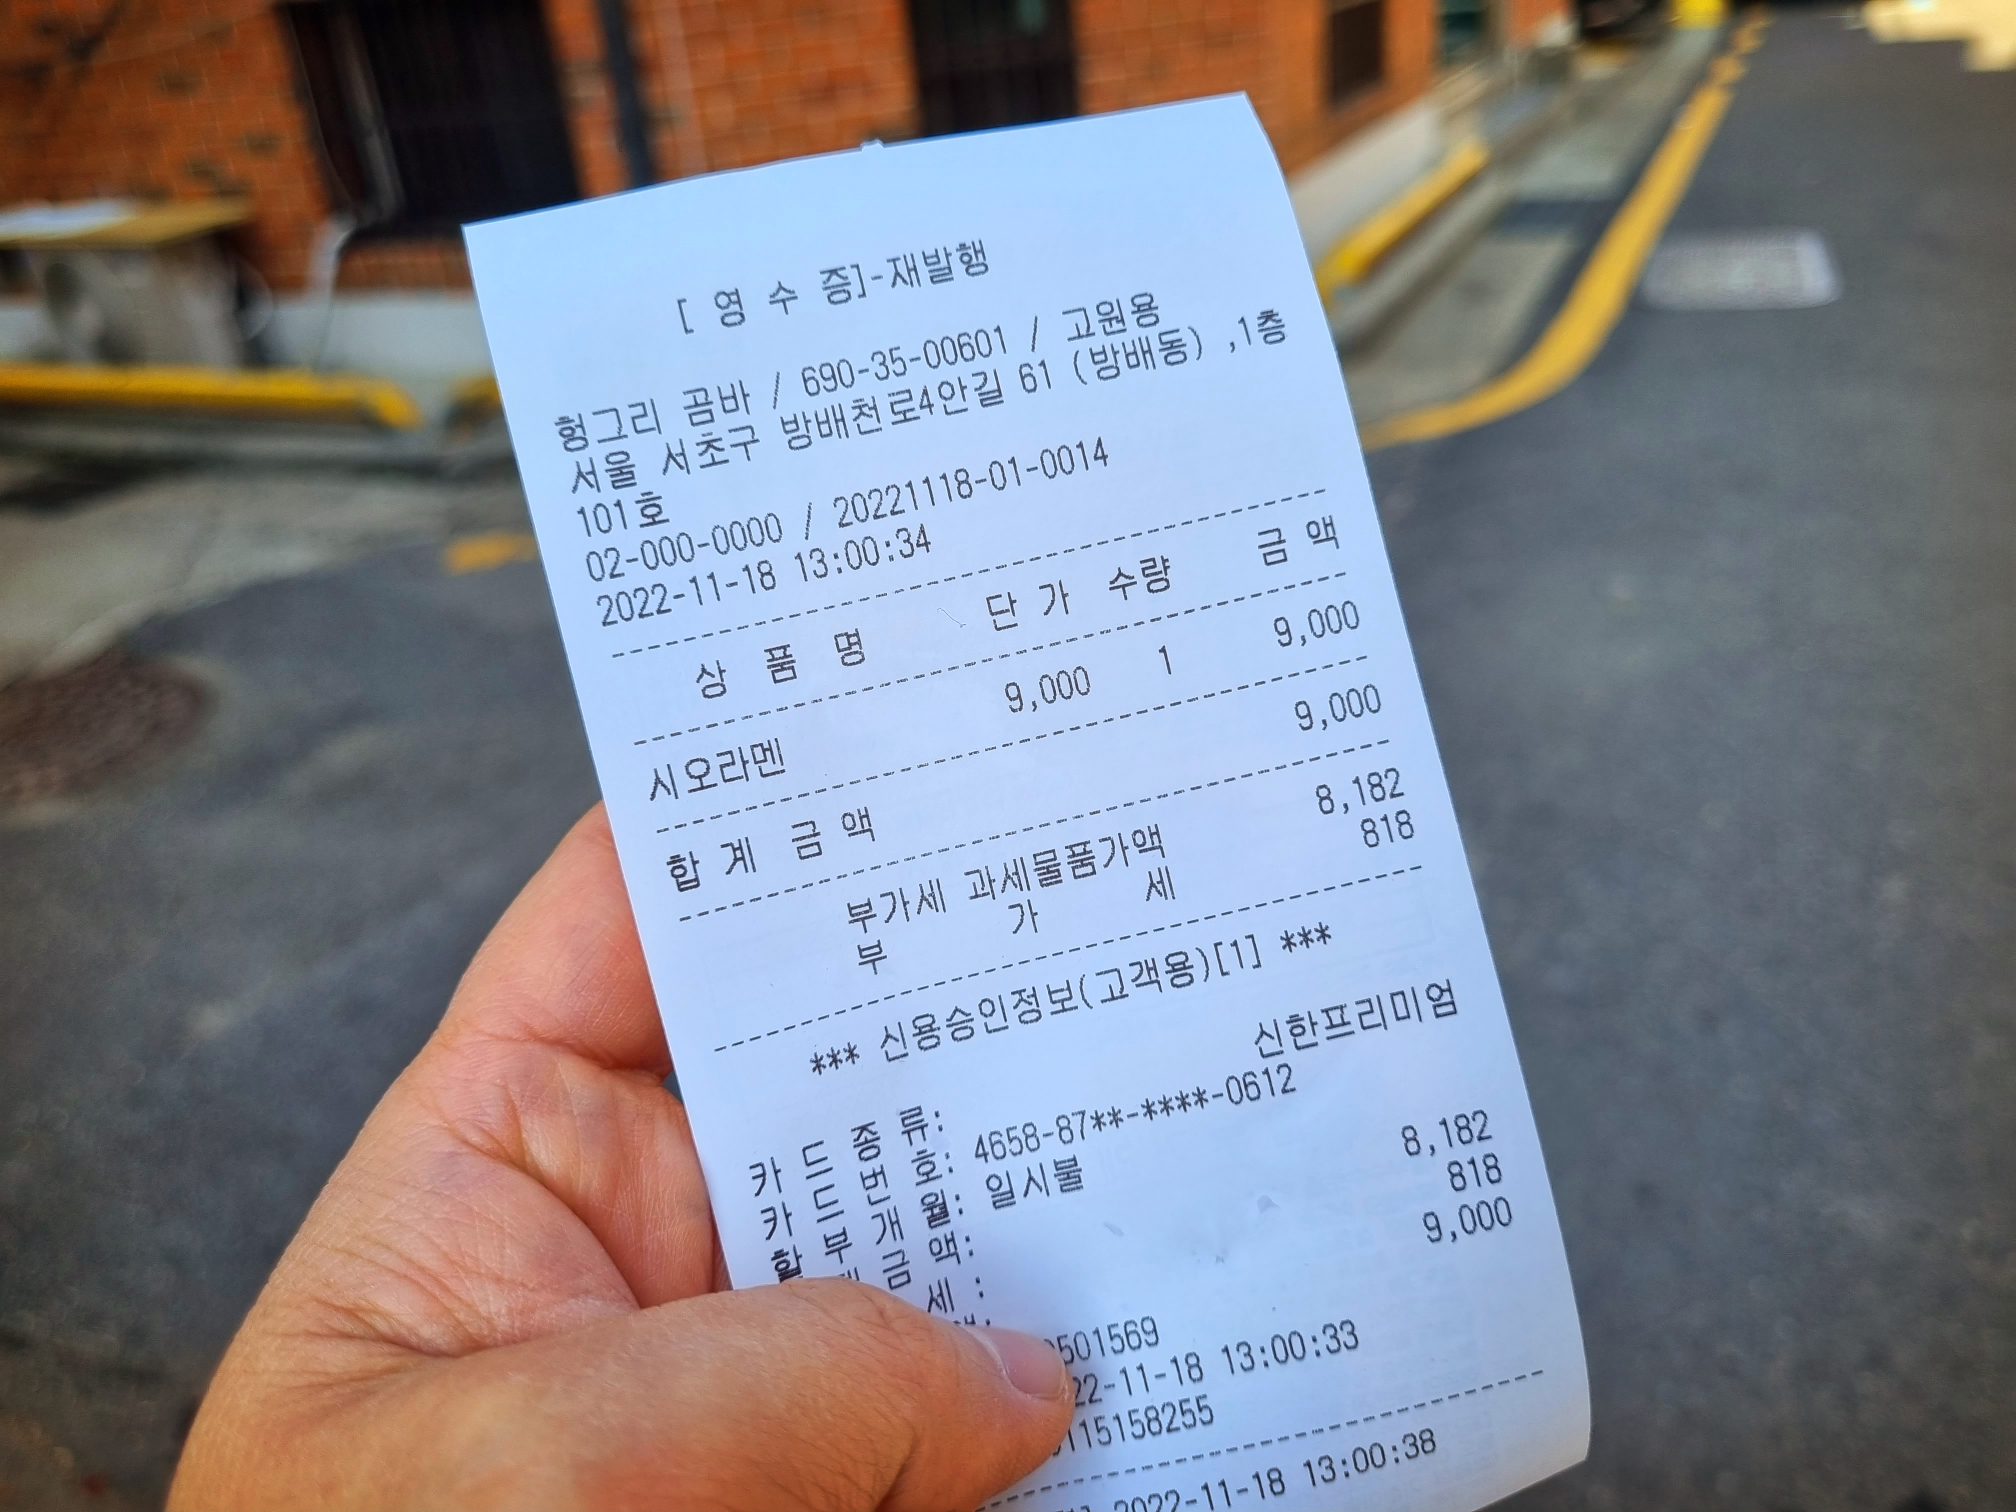 [ 영 수 증]-재발행
헝그리 곰바 / 690-35-00601 / 고원용
서울 서초구 방배천로4안길 61 (방배동) ,1층
101호
02-000-0000 / 20221118-01-0014
2022-11-18 13:00:34
상 품 명 단 가 수량 금 액
시오라멘 9,000 1 9,000
합 계 금 액 9,000
부가세 과세물품가액 8,182
부 가 세 818
*** 신용승인정보(고객용)[1] ***
카 드 종 류: 신한프리미엄
카 드 번 호: 4658-87**-****-0612
할 부 개 월: 일시불
금 액: 8,182
세 : 818
9,000
501569
22-11-18 13:00:33
115158255
2022-11-18 13:00:38